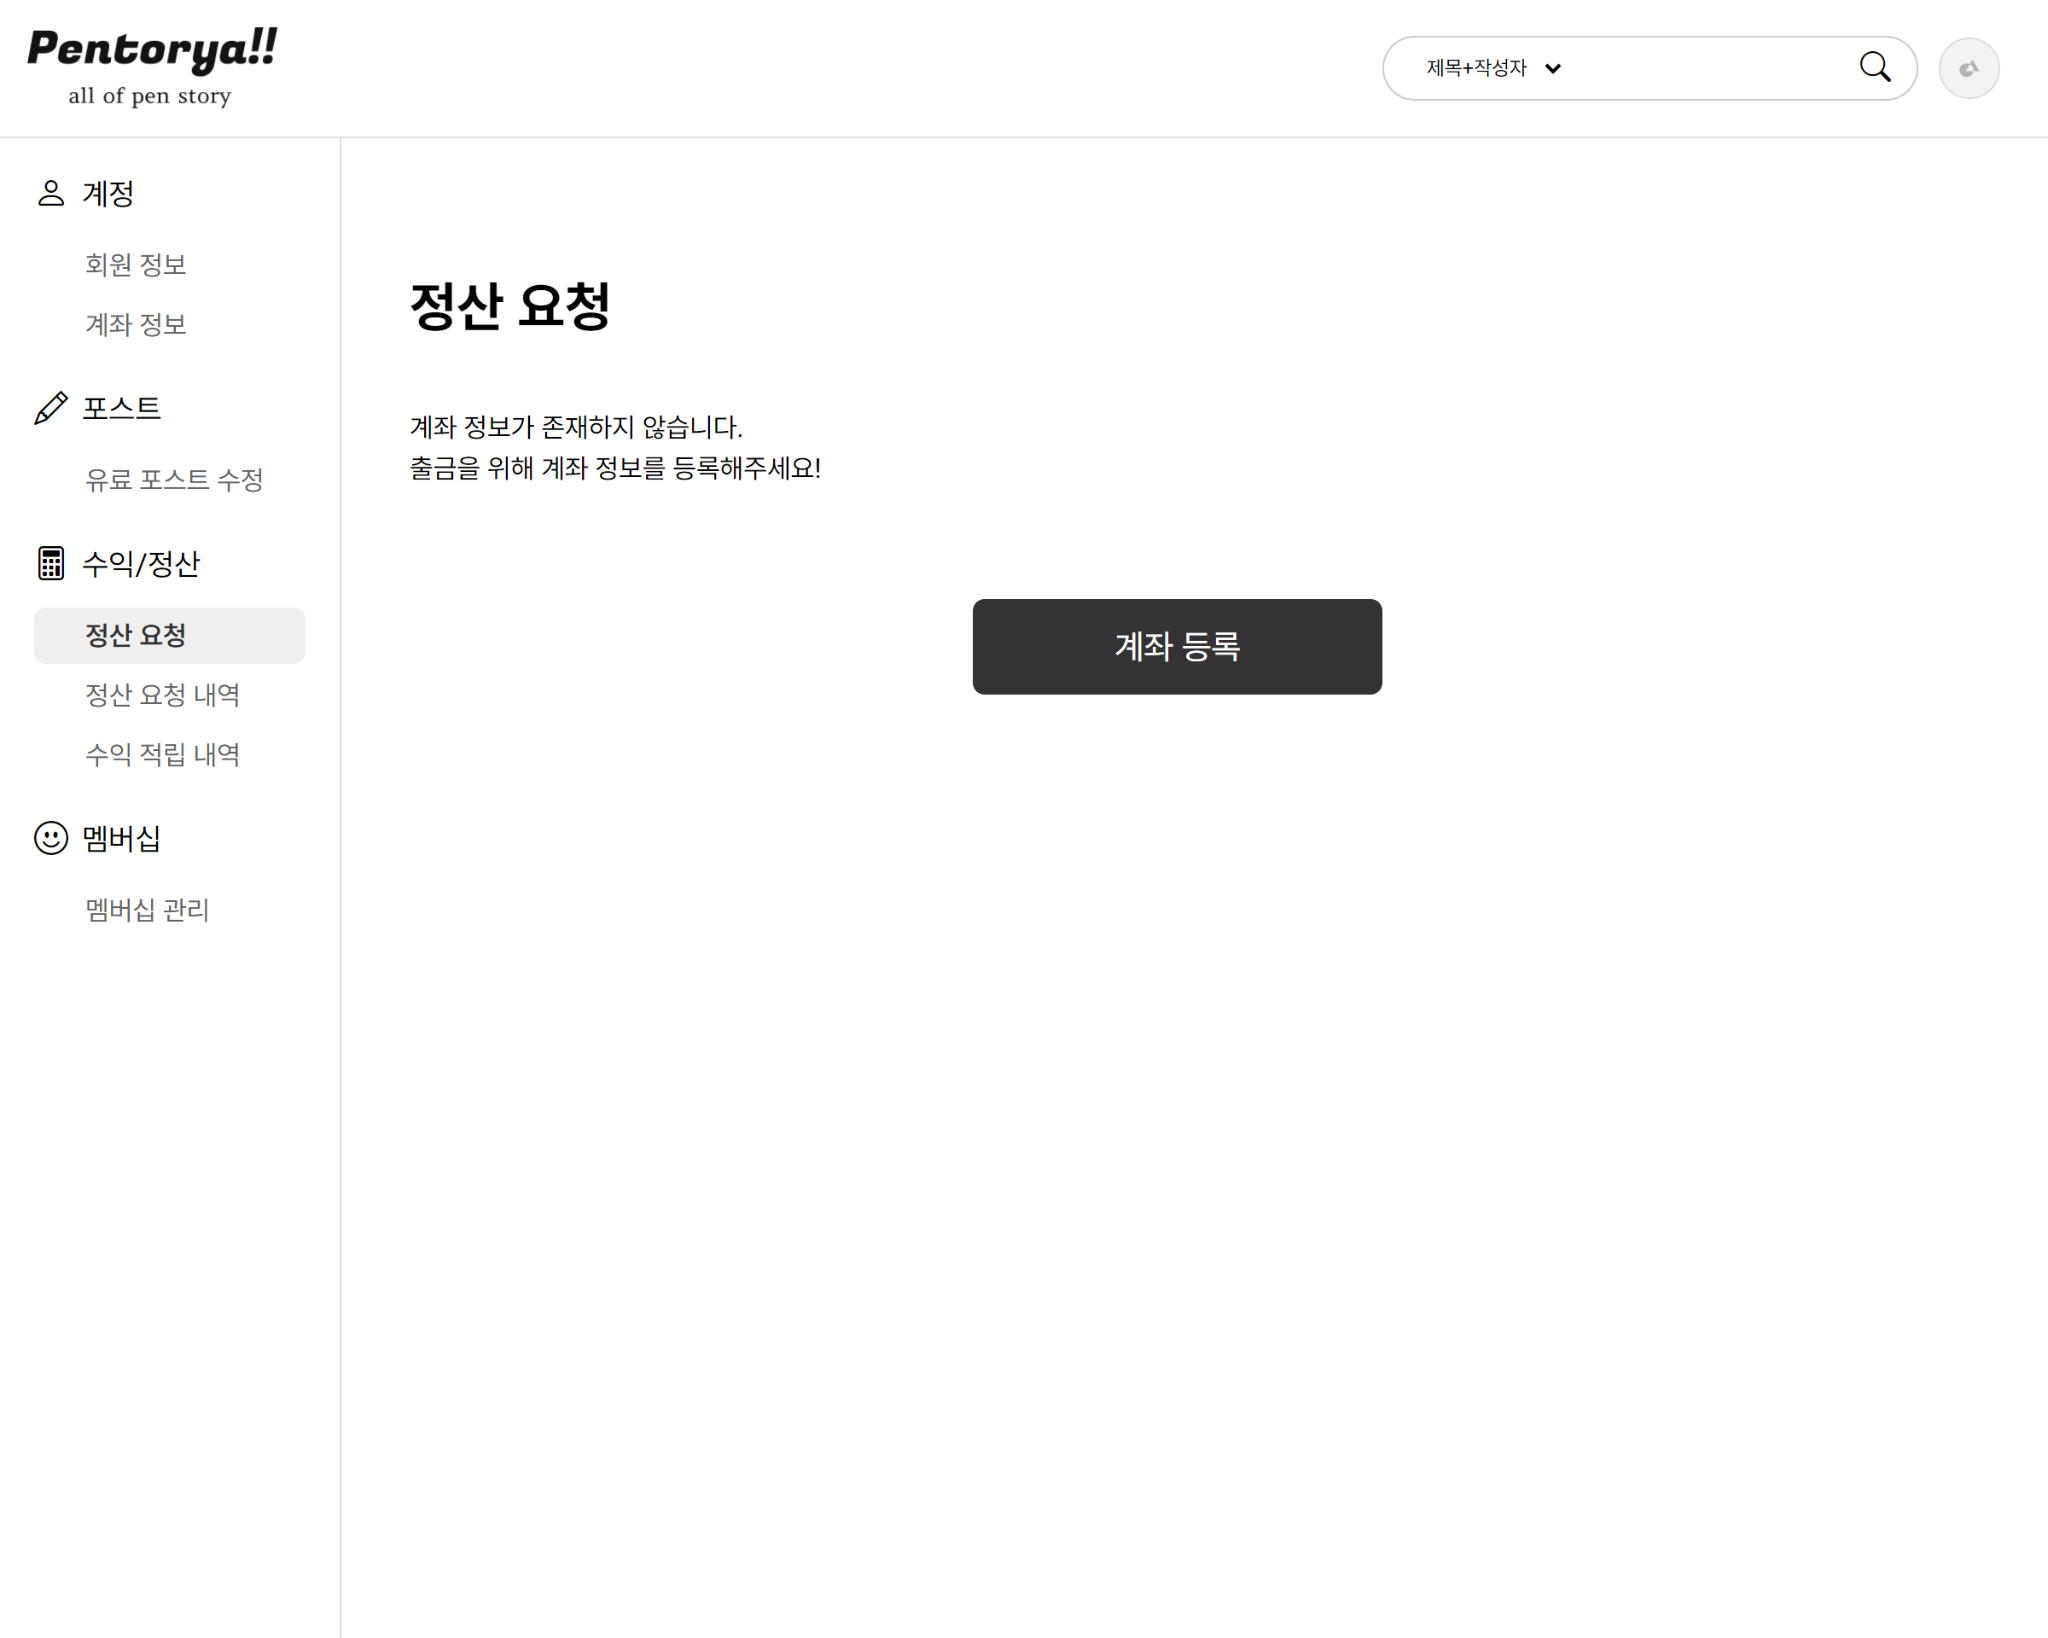 Pentorya!!
all of pen story
제목+작성자
계정
회원 정보
계좌 정보
포스트
유료 포스트 수정
수익/정산
정산 요청
정산 요청 내역
수익 적립 내역
멤버십
멤버십 관리
정산 요청
계좌 정보가 존재하지 않습니다.
출금을 위해 계좌 정보를 등록해주세요!
계좌 등록